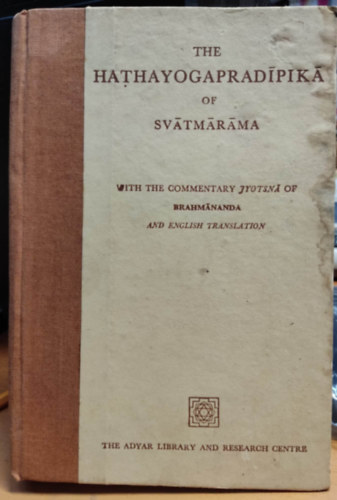 THE
HAṬHAYOGAPRADĪPIKĀ
OF
SVĀTMĀRĀMA
WITH THE COMMENTARY JYOTSNĀ OF
BRAHMĀNANDA
AND ENGLISH TRANSLATION
THE ADYAR LIBRARY AND RESEARCH CENTRE